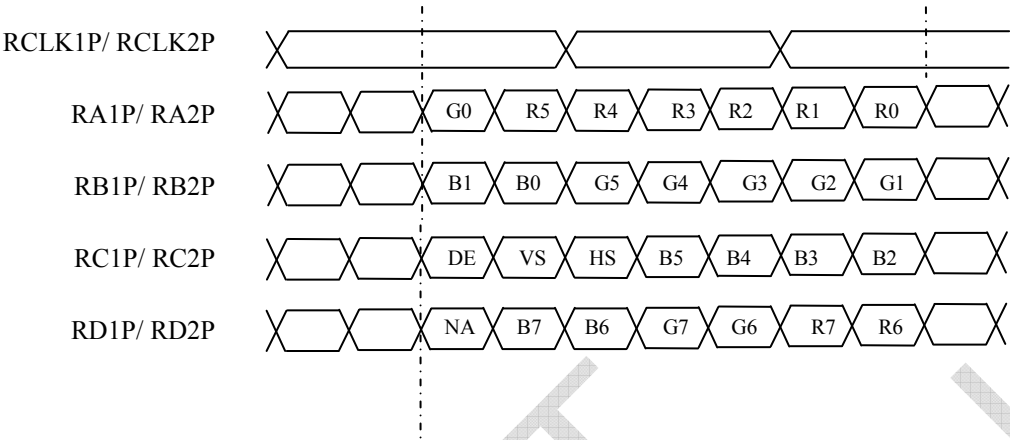 RCLK1P/ RCLK2P
RA1P/ RA2P G0 R5 R4 R3 R2 R1 R0
RB1P/ RB2P B1 B0 G5 G4 G3 G2 G1
RC1P/ RC2P DE VS HS B5 B4 B3 B2
RD1P/ RD2P NA B7 B6 G7 G6 R7 R6